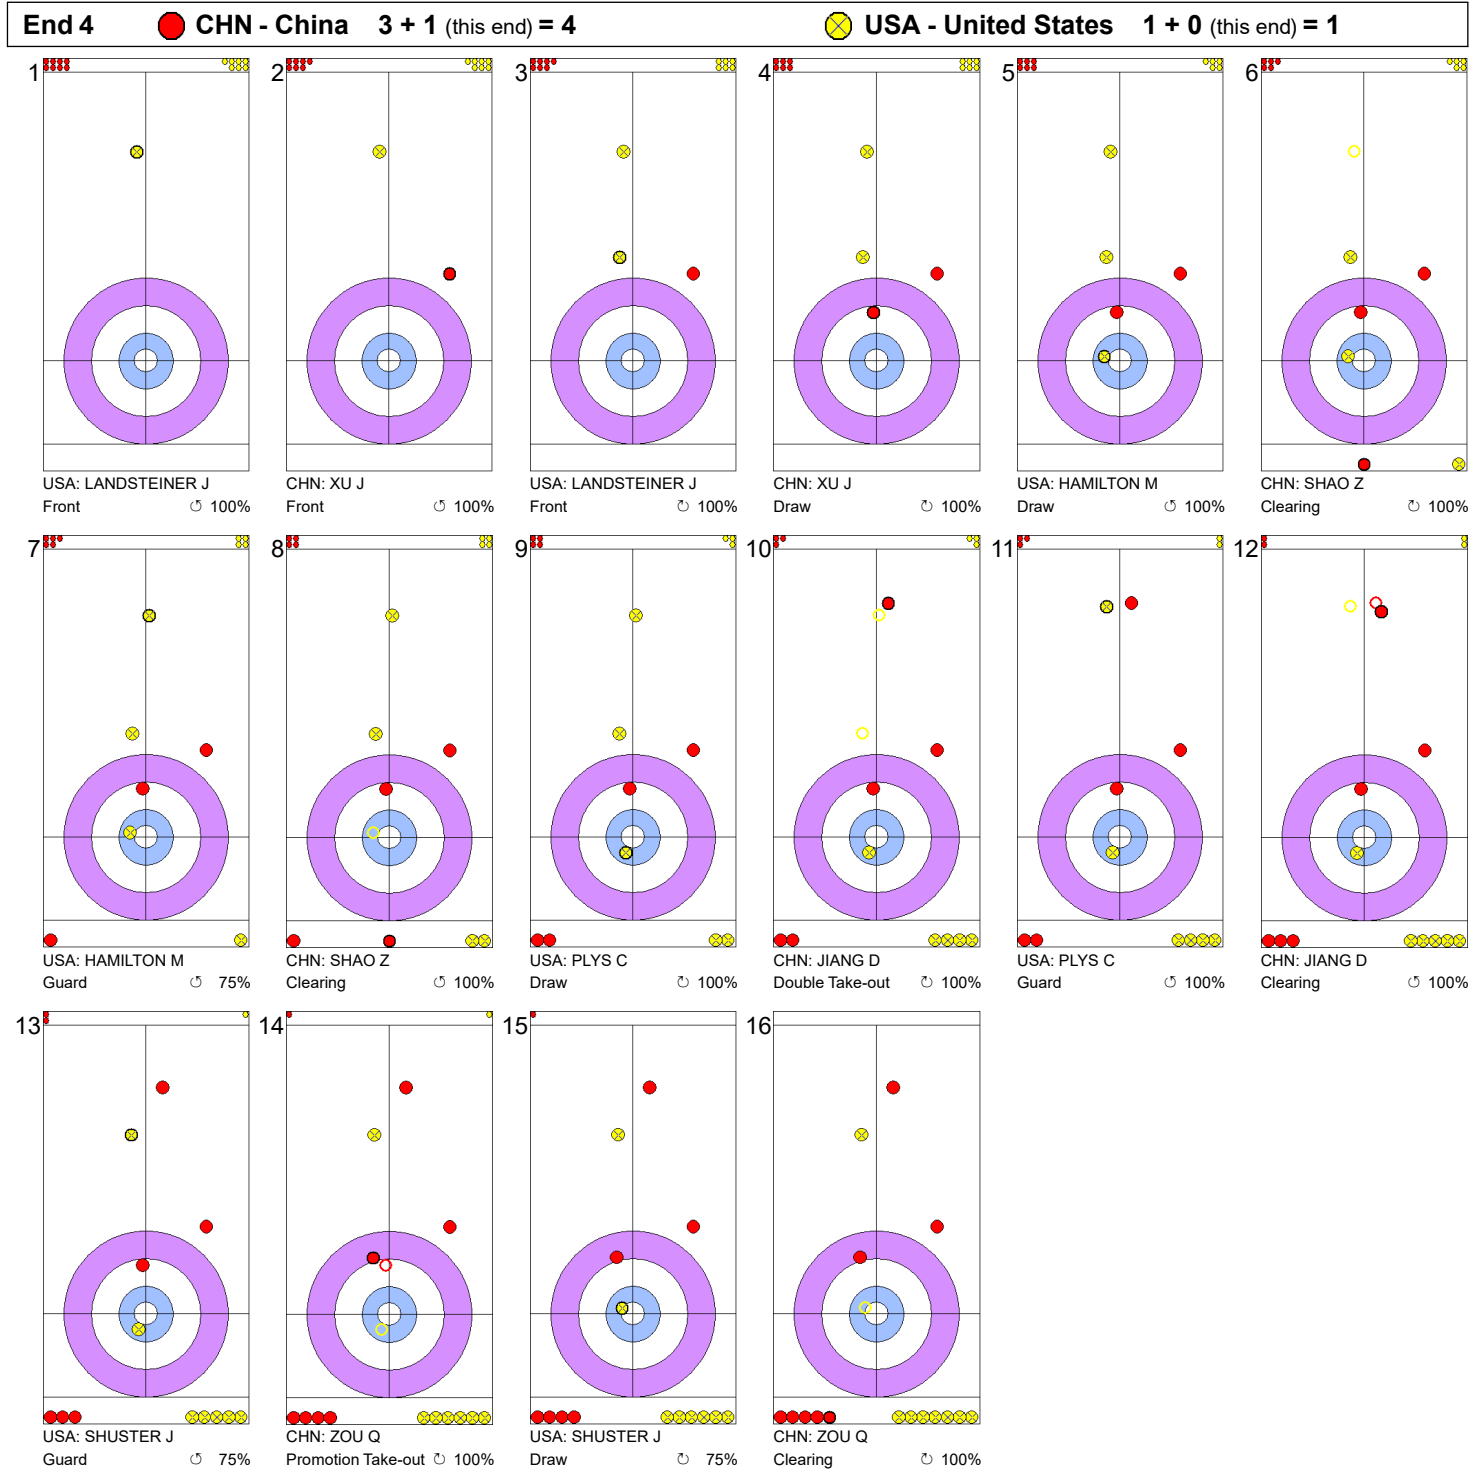 End 4 CHN - China 3 + 1 (this end) = 4 USA - United States 1 + 0 (this end) = 1
1 2 3 4 5 6
USA: LANDSTEINER J CHN: XU J USA: LANDSTEINER J CHN: XU J USA: HAMILTON M CHN: SHAO Z
Front ↺ 100% Front ↺ 100% Front ↻ 100% Draw ↻ 100% Draw ↺ 100% Clearing ↻ 100%
7 8 9 10 11 12
USA: HAMILTON M CHN: SHAO Z USA: PLYS C CHN: JIANG D USA: PLYS C CHN: JIANG D
Guard ↺ 75% Clearing ↺ 100% Draw ↻ 100% Double Take-out ↻ 100% Guard ↺ 100% Clearing ↻ 100%
13 14 15 16
USA: SHUSTER J CHN: ZOU Q USA: SHUSTER J CHN: ZOU Q
Guard ↺ 75% Promotion Take-out ↻ 100% Draw ↻ 75% Clearing ↻ 100%